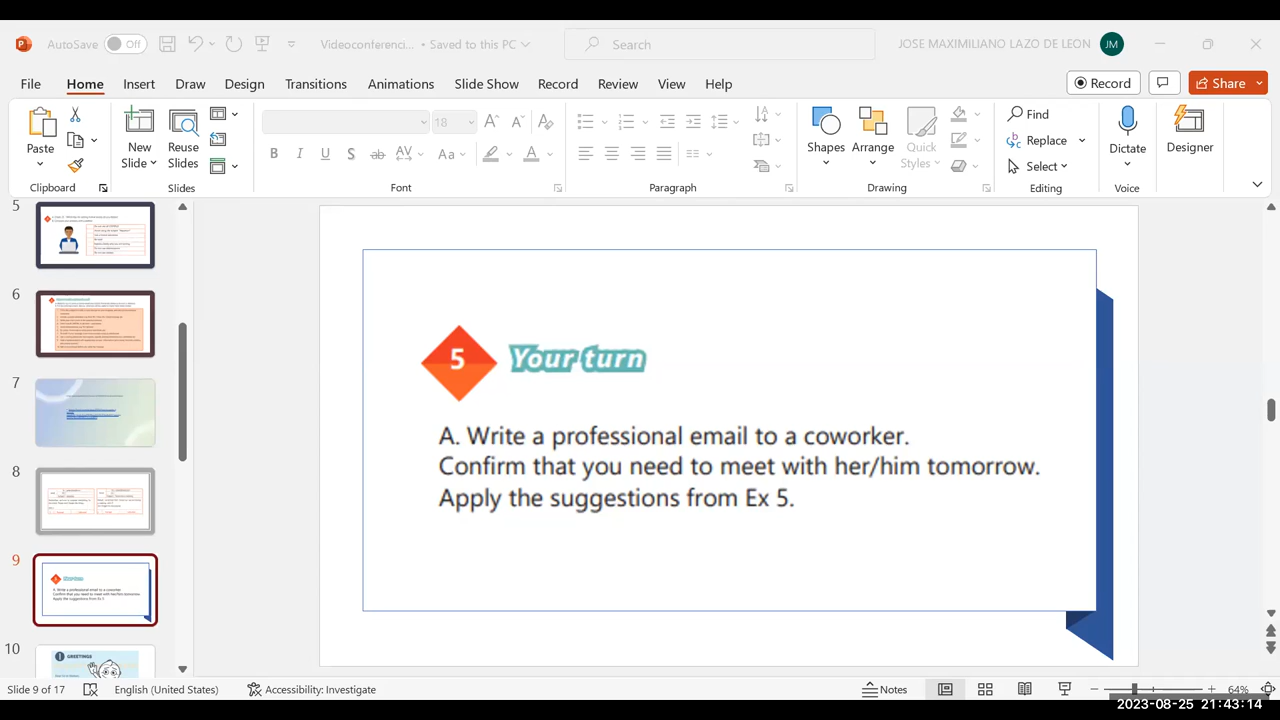 AutoSave Off Videoconferenci... • Saved to this PC Search JOSE MAXIMILIANO LAZO DE LEON JM
File Home Insert Draw Design Transitions Animations Slide Show Record Review View Help Record Share
Paste New Slide Reuse Slides 18 Shapes Arrange Quick Styles Find Replace Select Dictate Designer
Clipboard Slides Font Paragraph Drawing Editing Voice
5
6
7
8
9
10
GREETINGS
5 Your turn
A. Write a professional email to a coworker.
Confirm that you need to meet with her/him tomorrow.
Apply the suggestions from Ex 5.
Slide 9 of 17 English (United States) Accessibility: Investigate Notes 64%
2023-08-25 21:43:14